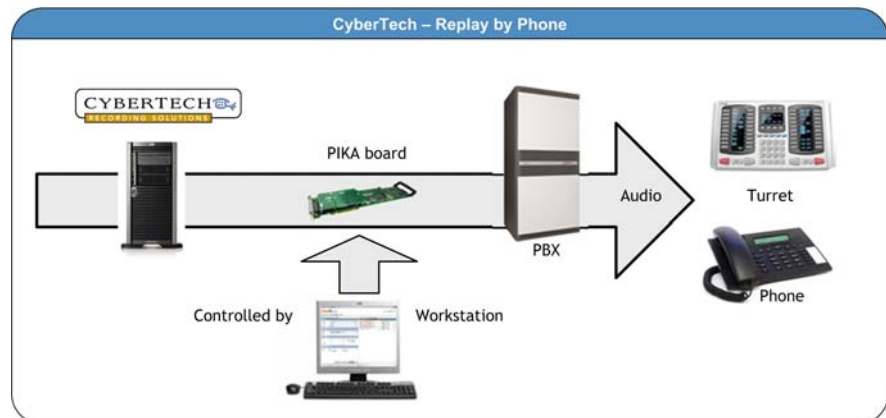 CyberTech – Replay by Phone
CYBERTECH
RECORDING SOLUTIONS
PIKA board
Audio
Turret
PBX
Phone
Controlled by
Workstation